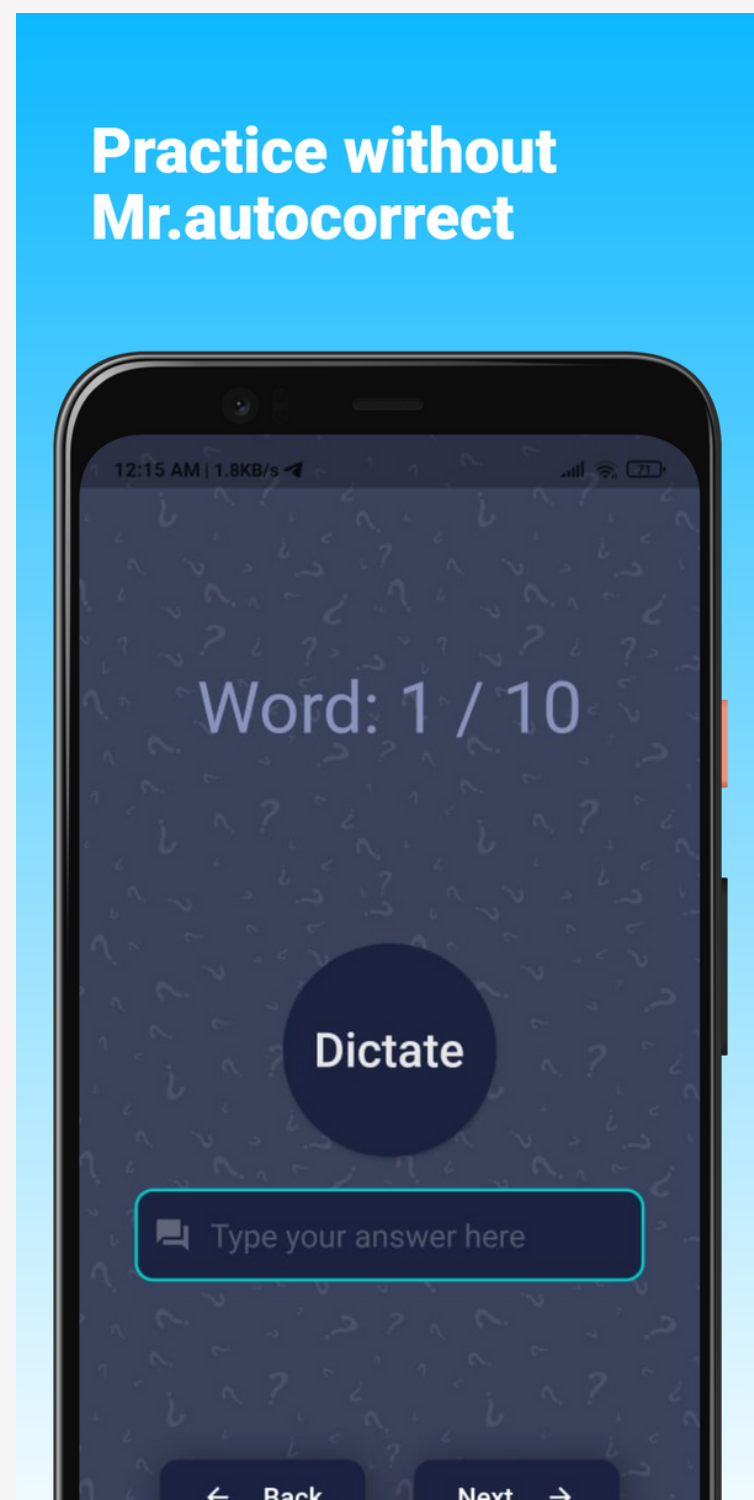 Practice without
Mr.autocorrect
12:15 AM | 1.8KB/s
71
Word: 1 / 10
Dictate
Type your answer here
← Back
Next →